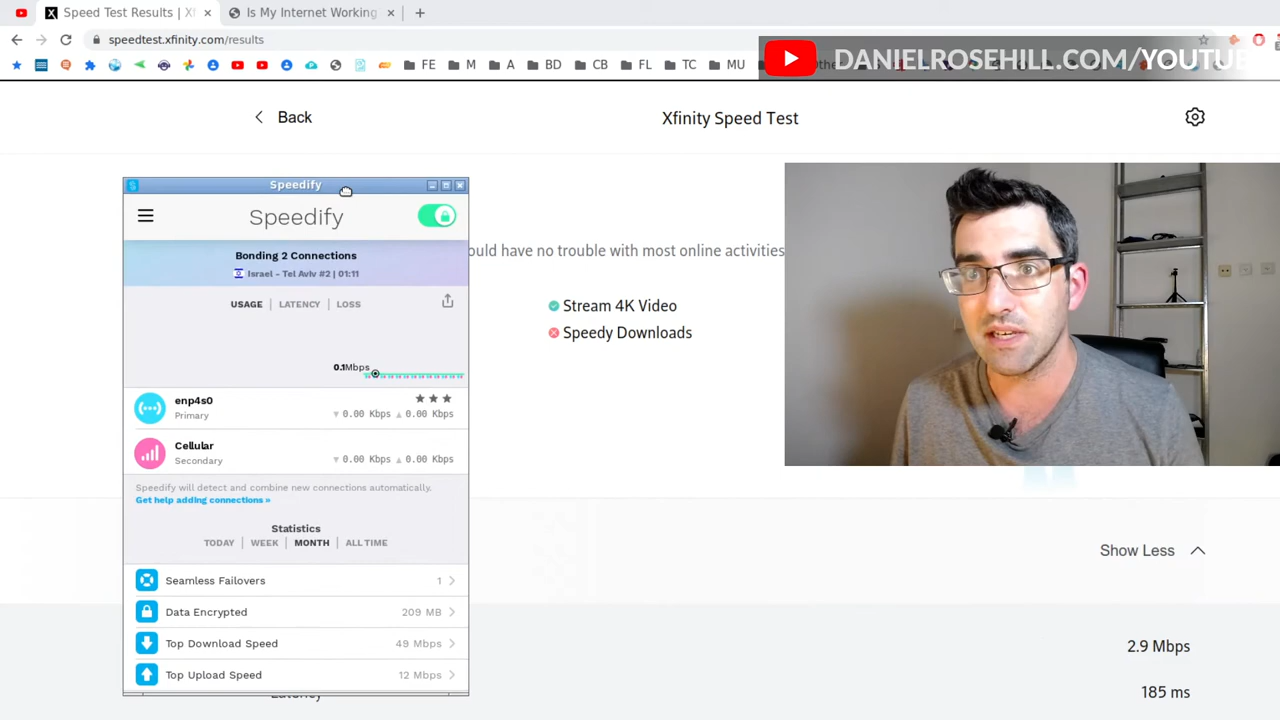 Speed Test Results | X
Is My Internet Working
speedtest.xfinity.com/results
FE
M
A
BD
CB
FL
TC
MU
DANIELROSEHILL.COM/YOUTUBE
Back
Xfinity Speed Test
Speedify
Speedify
Bonding 2 Connections
Israel - Tel Aviv #2 | 01:11
ould have no trouble with most online activities
USAGE | LATENCY | LOSS
Stream 4K Video
Speedy Downloads
0.1Mbps
enp4s0
Primary
0.00 Kbps 0.00 Kbps
Cellular
Secondary
0.00 Kbps 0.00 Kbps
Speedify will detect and combine new connections automatically.
Get help adding connections »
Statistics
TODAY | WEEK | MONTH | ALL TIME
Show Less
Seamless Failovers 1
Data Encrypted 209 MB
Top Download Speed 49 Mbps
2.9 Mbps
Top Upload Speed 12 Mbps
Latency
185 ms